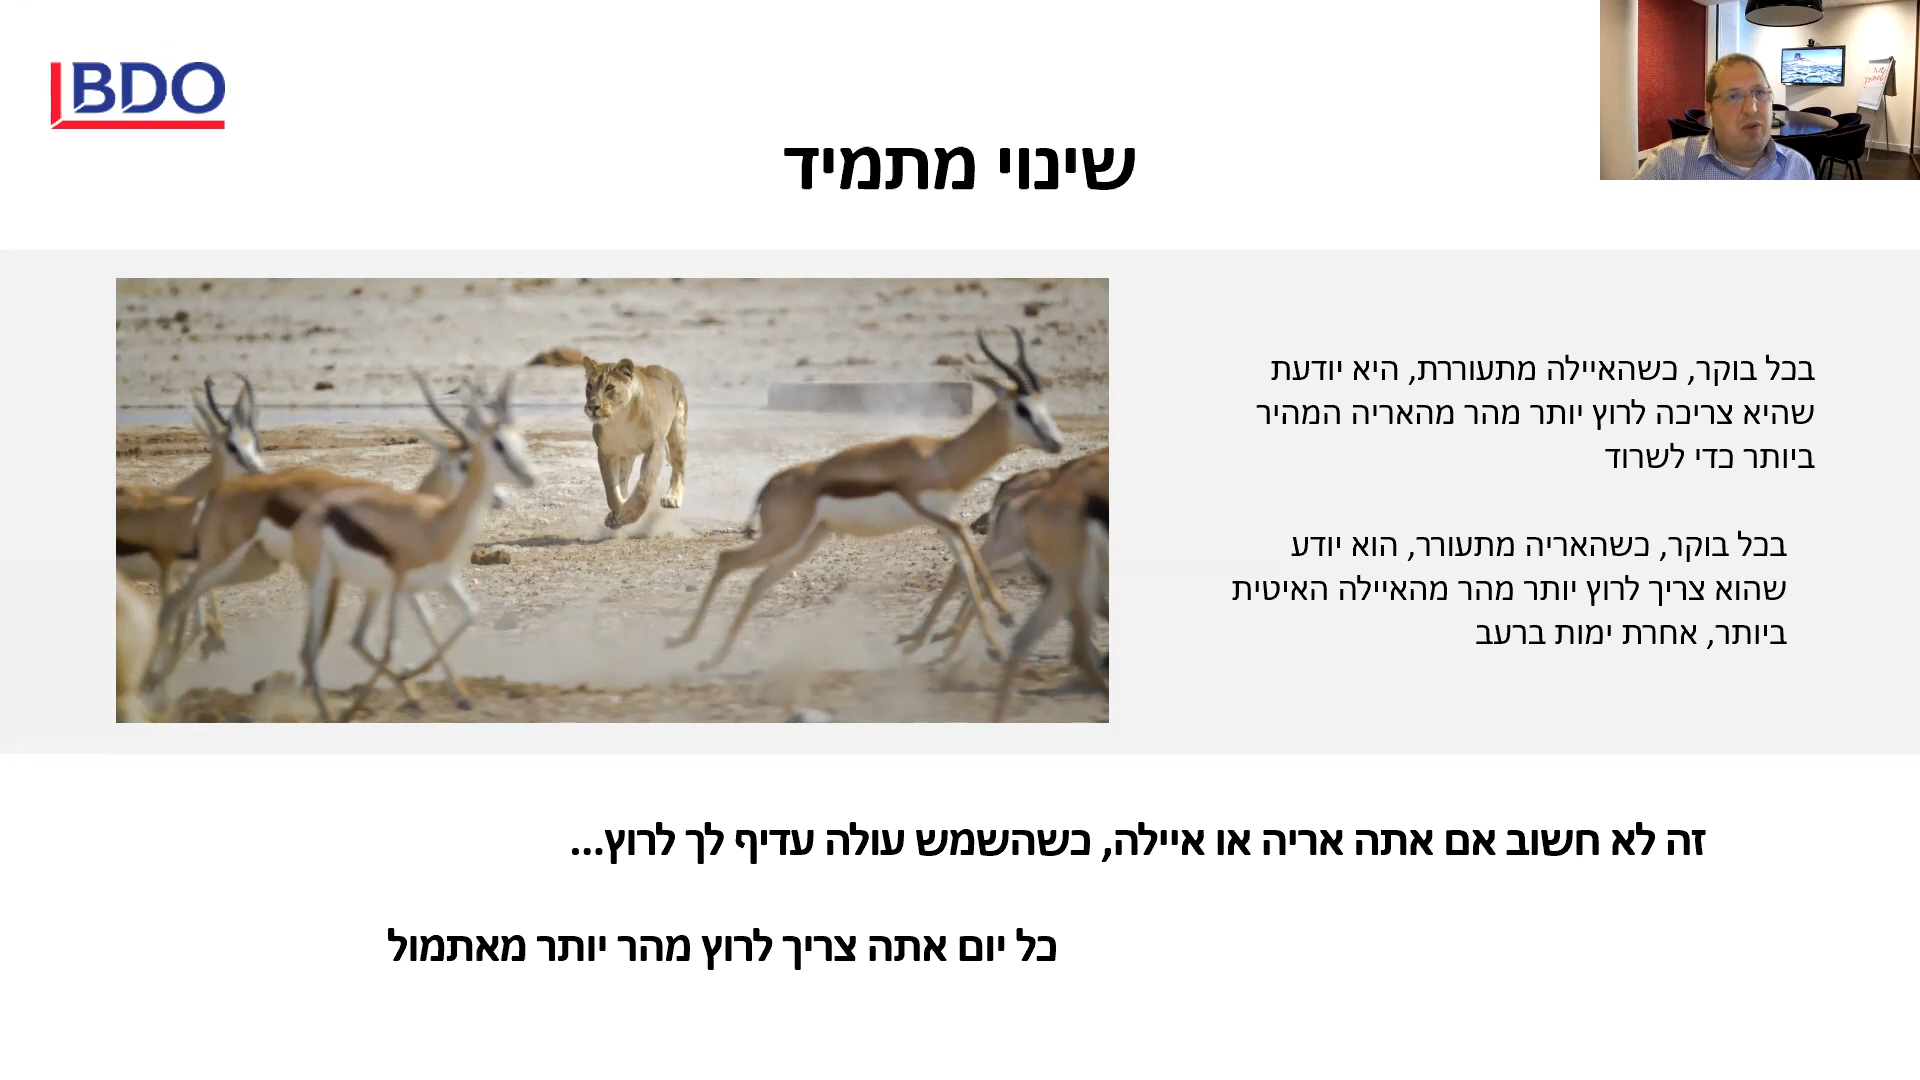 BDO
שינוי מתמיד
בכל בוקר, כשהאיילה מתעוררת, היא יודעת
שהיא צריכה לרוץ יותר מהר מהאריה המהיר
ביותר כדי לשרוד
בכל בוקר, כשהאריה מתעורר, הוא יודע
שהוא צריך לרוץ יותר מהר מהאיילה האיטית
ביותר, אחרת ימות ברעב
זה לא חשוב אם אתה אריה או איילה, כשהשמש עולה עדיף לך לרוץ...
כל יום אתה צריך לרוץ מהר יותר מאתמול